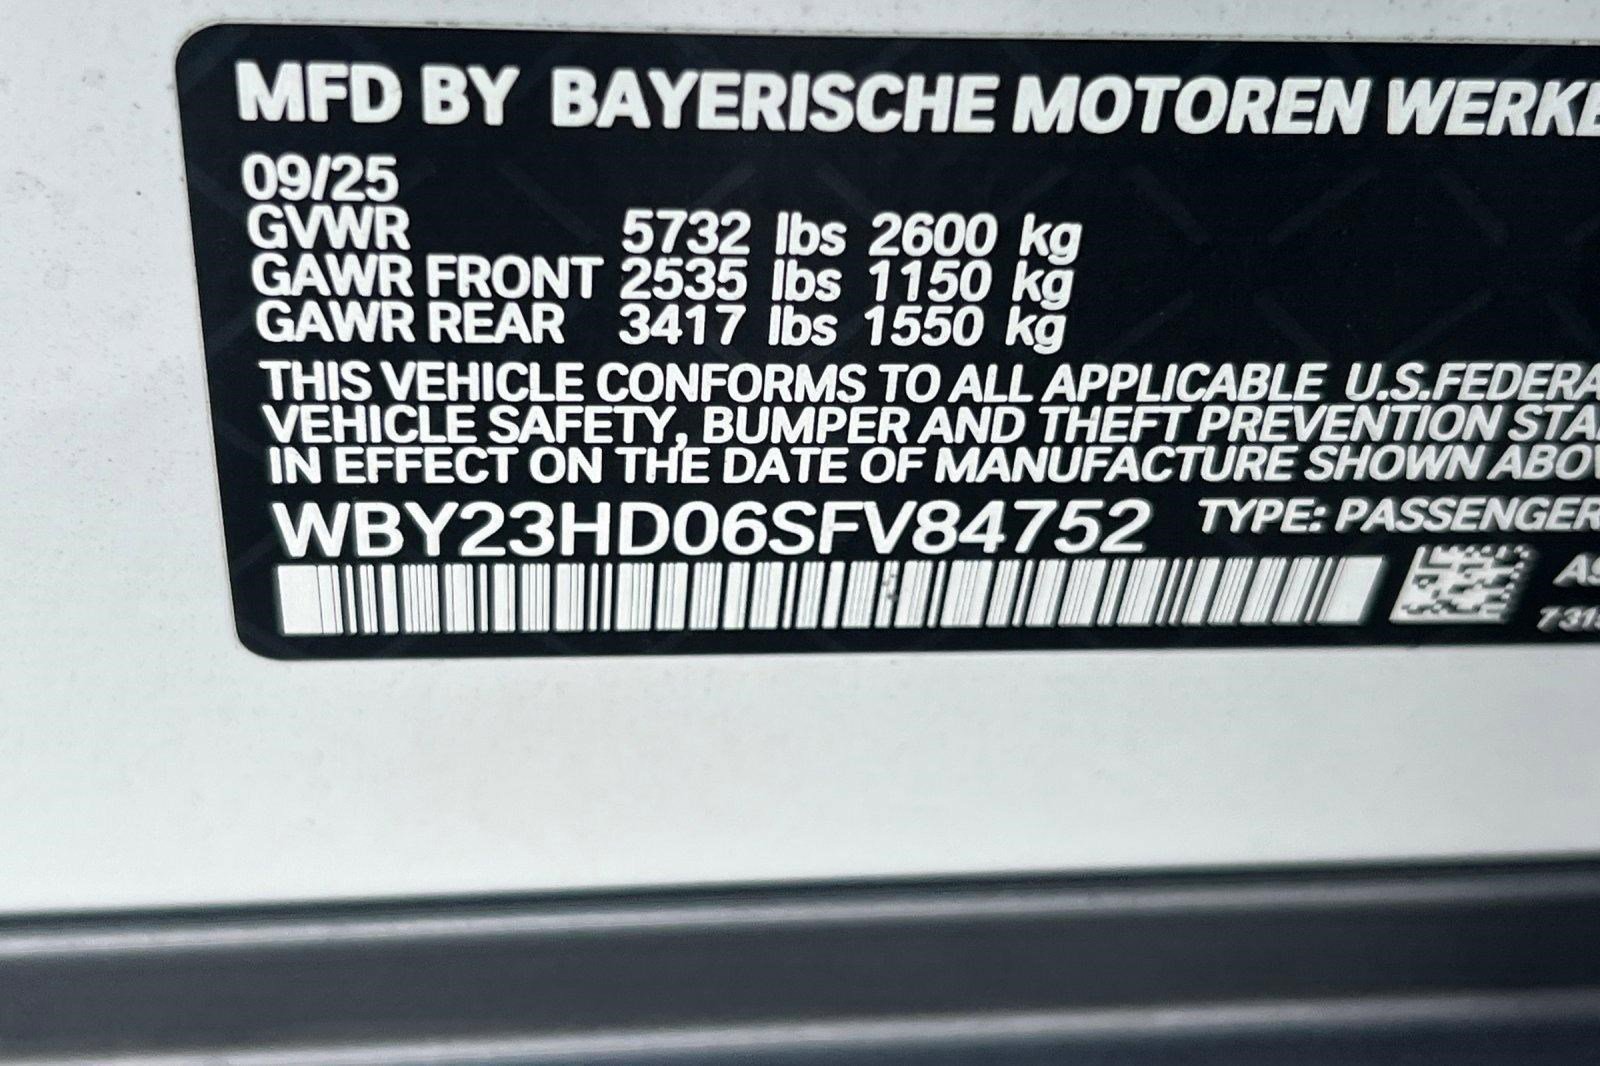 MFD BY BAYERISCHE MOTOREN WERKE
09/25
GVWR 5732 lbs 2600 kg
GAWR FRONT 2535 lbs 1150 kg
GAWR REAR 3417 lbs 1550 kg
THIS VEHICLE CONFORMS TO ALL APPLICABLE U.S.FEDERA
VEHICLE SAFETY, BUMPER AND THEFT PREVENTION STA
IN EFFECT ON THE DATE OF MANUFACTURE SHOWN ABO
WBY23HD06SFV84752 TYPE: PASSENGER